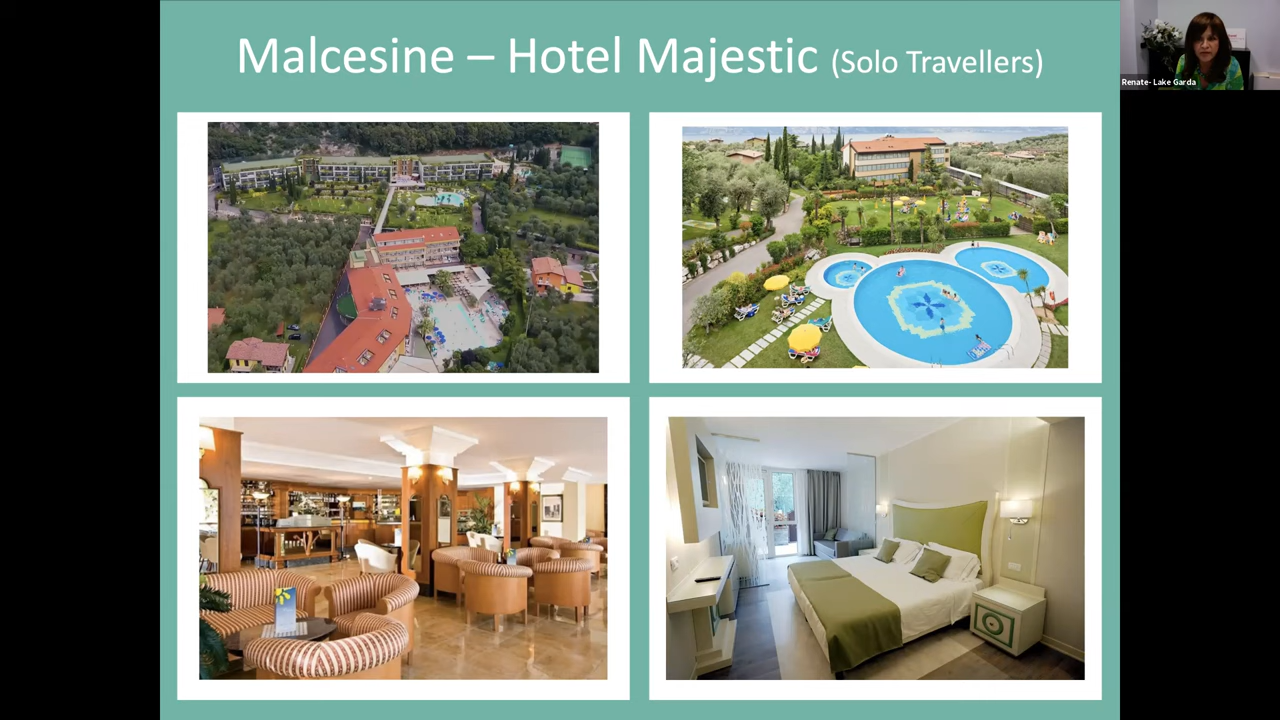 Malcesine – Hotel Majestic (Solo Travellers)
Renate- Lake Garda